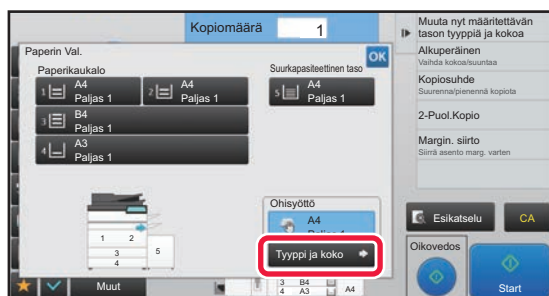 Kopiomäärä
1
Paperin Val.
OK
Paperikaukalo
Suurkapasiteettinen taso
1
A4
Paljas 1
2
A4
Paljas 1
5
A4
Paljas 1
3
B4
Paljas 1
4
A3
Paljas 1
Ohisyöttö
A4
Paljas 1
Tyyppi ja koko
1 2
3
4
5
Muuta nyt määritettävän
tason tyyppiä ja kokoa
Alkuperäinen
Vaihda kokoa/suuntaa
Kopiosuhde
Suurenna/pienennä kopiota
2-Puol.Kopio
Margin. siirto
Siirrä asento marg. varten
Esikatselu
CA
Oikovedos
Start
Muut
3 B4
4 A3
A4